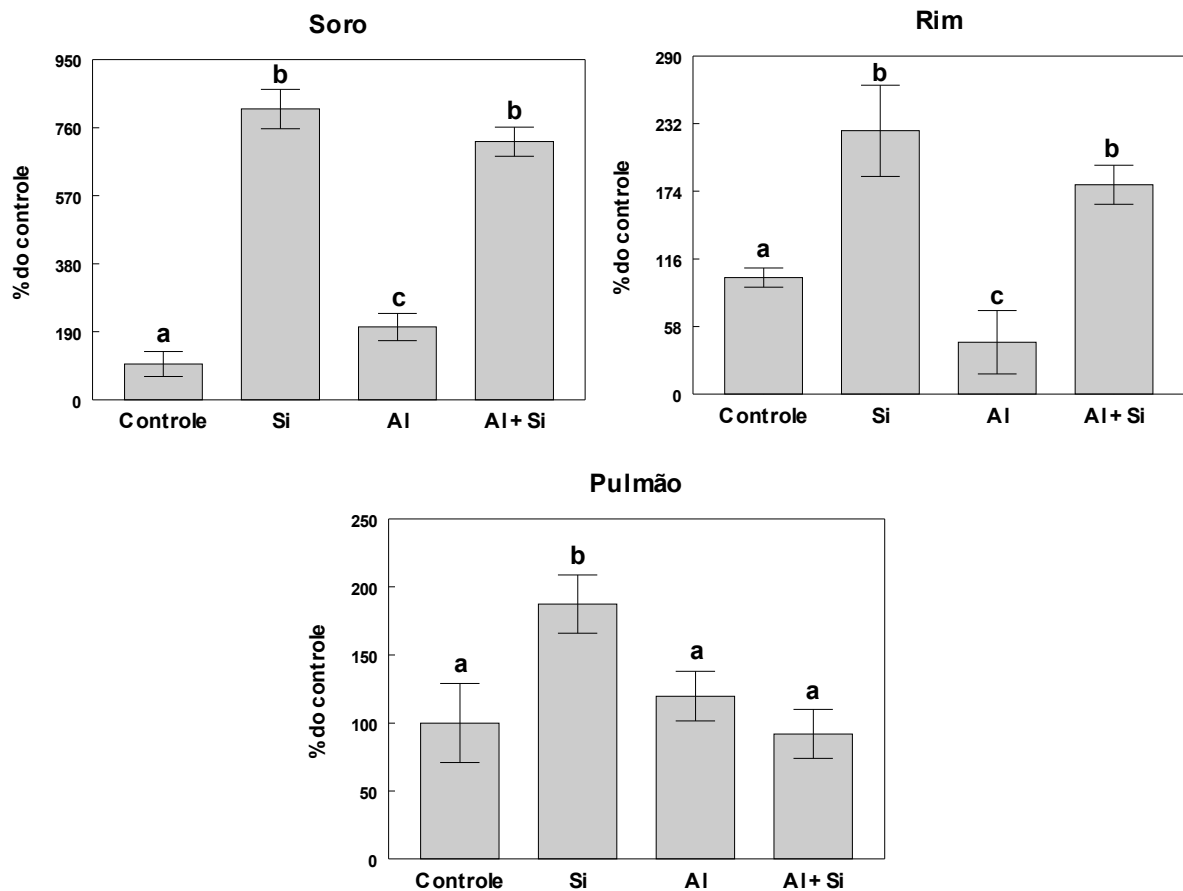 Soro
950
760
570
380
190
0
% do controle
a
b
c
b
Controle Si Al Al + Si
Rim
290
232
174
116
58
0
% do controle
a
b
c
b
Controle Si Al Al + Si
Pulmão
250
200
150
100
50
0
% do controle
a
b
a
a
Controle Si Al Al + Si